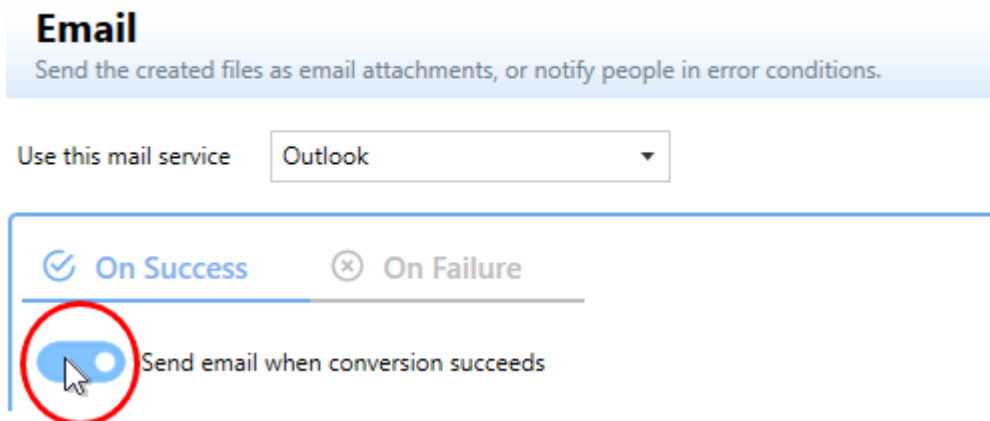 Email
Send the created files as email attachments, or notify people in error conditions.
Use this mail service Outlook
On Success On Failure
Send email when conversion succeeds